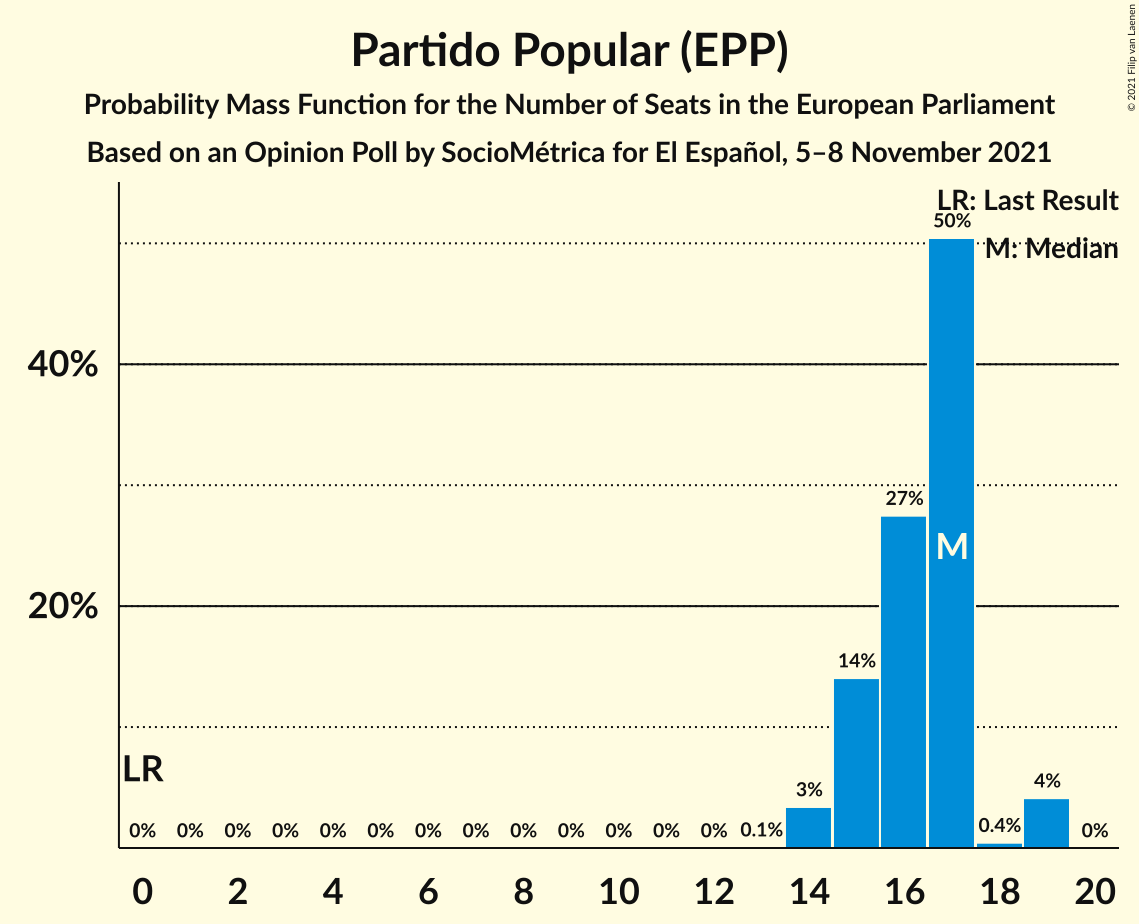 Partido Popular (EPP)
Probability Mass Function for the Number of Seats in the European Parliament
Based on an Opinion Poll by SocioMétrica for El Español, 5–8 November 2021
© 2021 Filip van Laenen
LR: Last Result
M: Median
50%
40%
27%
M
20%
14%
LR
3%
4%
0% 0% 0% 0% 0% 0% 0% 0% 0% 0% 0% 0% 0% 0.1% 0.4% 0%
0 2 4 6 8 10 12 14 16 18 20